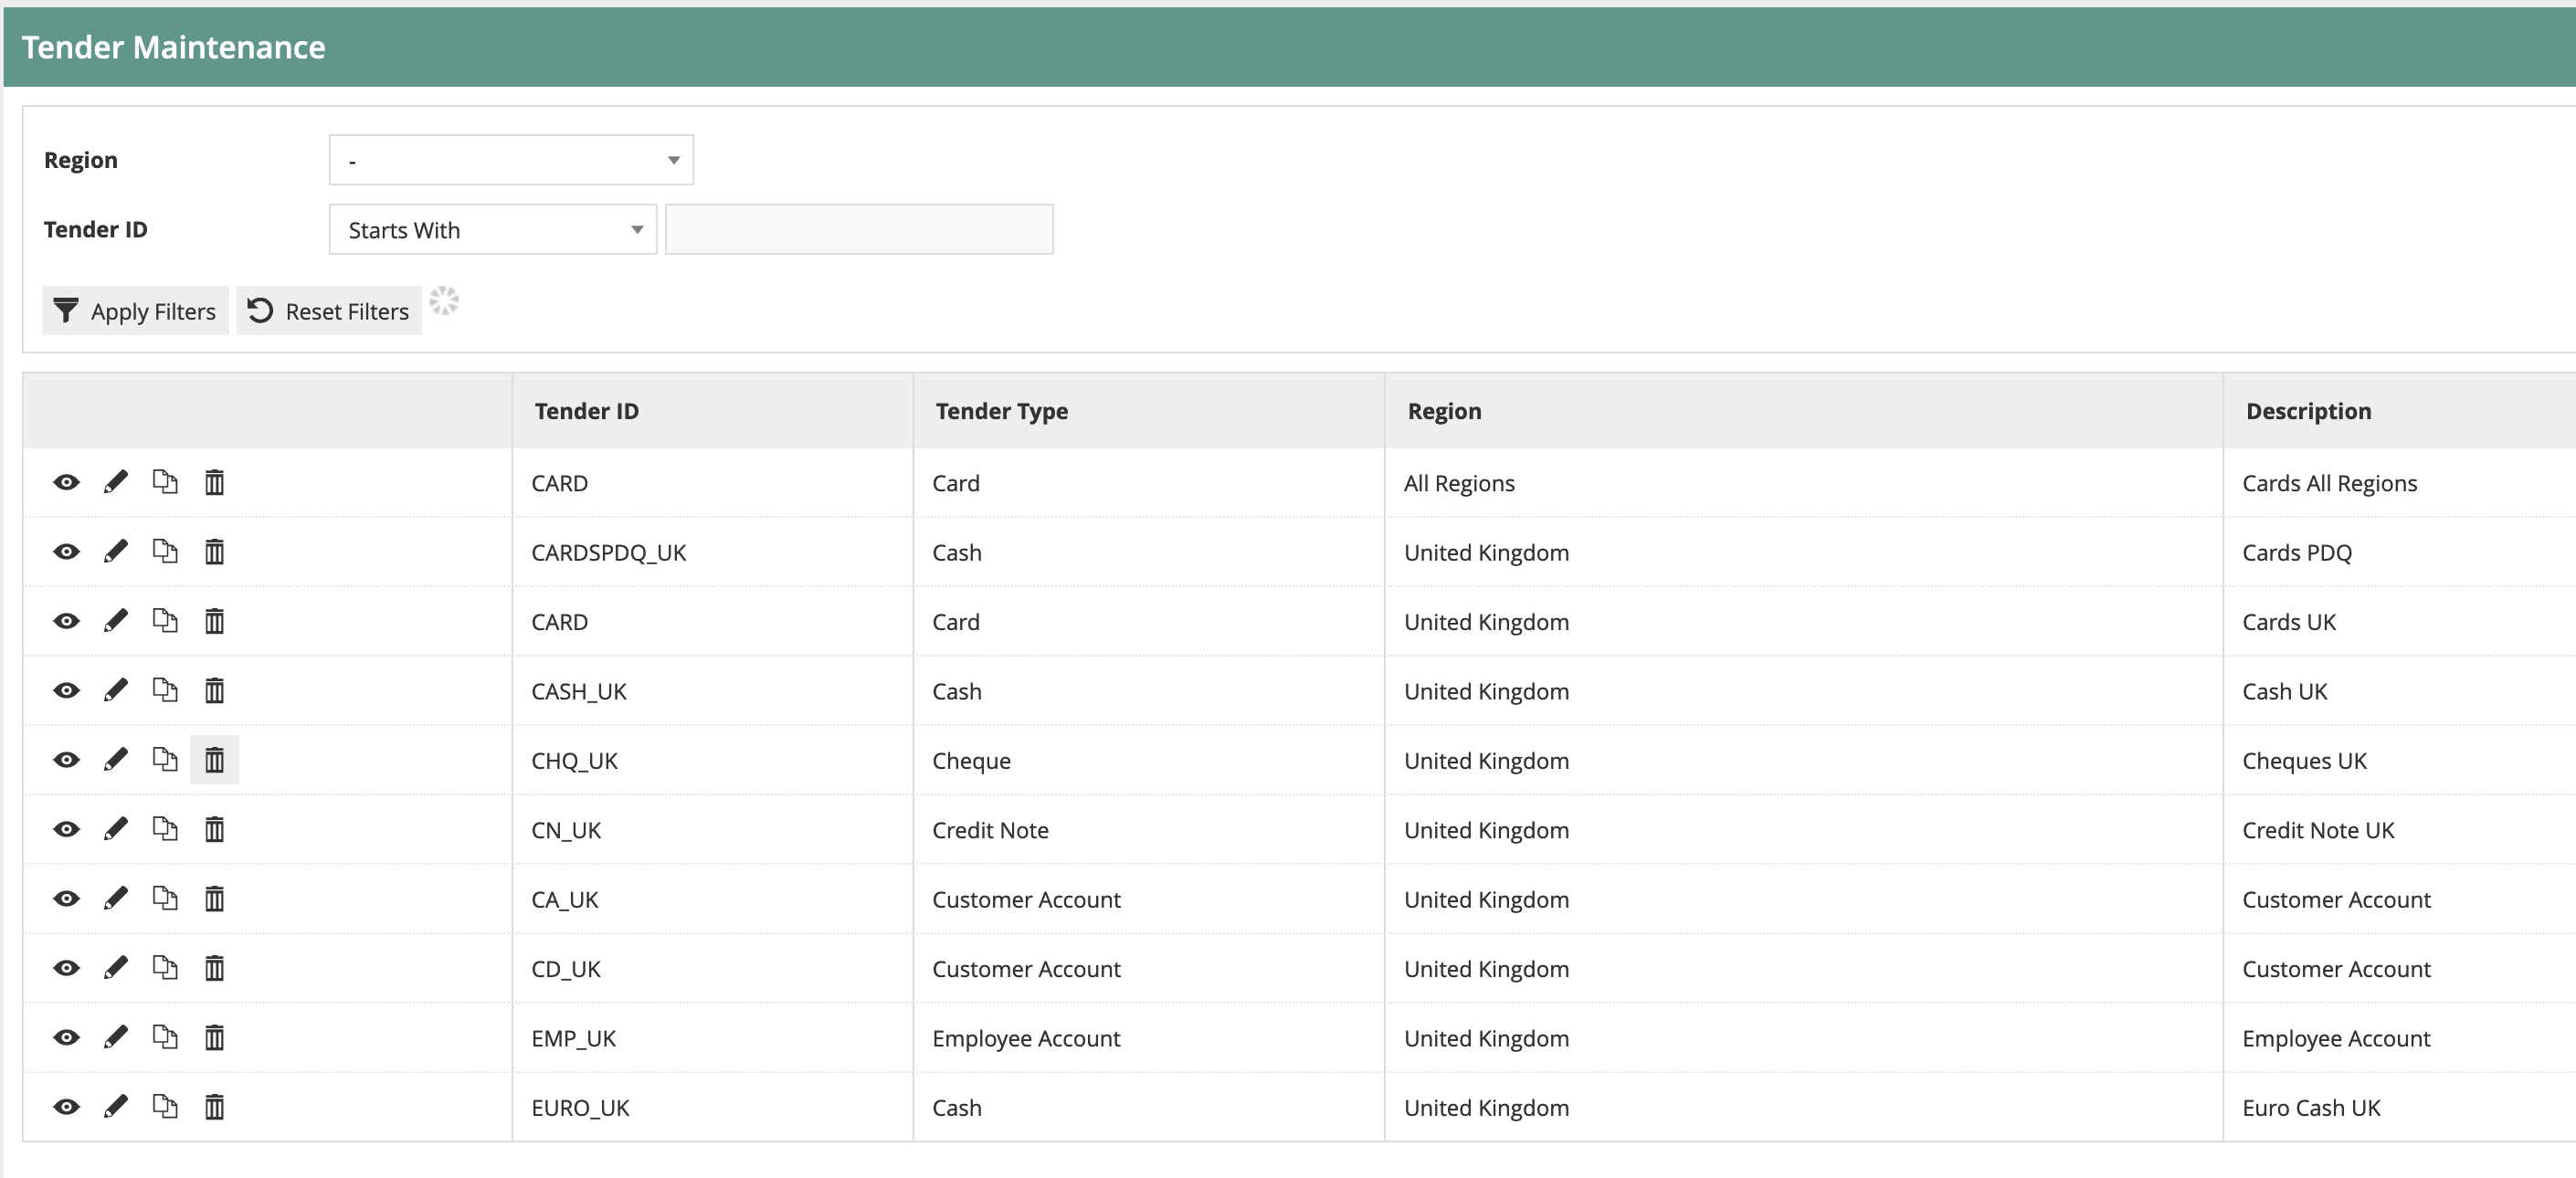 Tender Maintenance
Region -
Tender ID Starts With
Apply Filters Reset Filters
Tender ID Tender Type Region Description
CARD Card All Regions Cards All Regions
CARDSPDQ_UK Cash United Kingdom Cards PDQ
CARD Card United Kingdom Cards UK
CASH_UK Cash United Kingdom Cash UK
CHQ_UK Cheque United Kingdom Cheques UK
CN_UK Credit Note United Kingdom Credit Note UK
CA_UK Customer Account United Kingdom Customer Account
CD_UK Customer Account United Kingdom Customer Account
EMP_UK Employee Account United Kingdom Employee Account
EURO_UK Cash United Kingdom Euro Cash UK